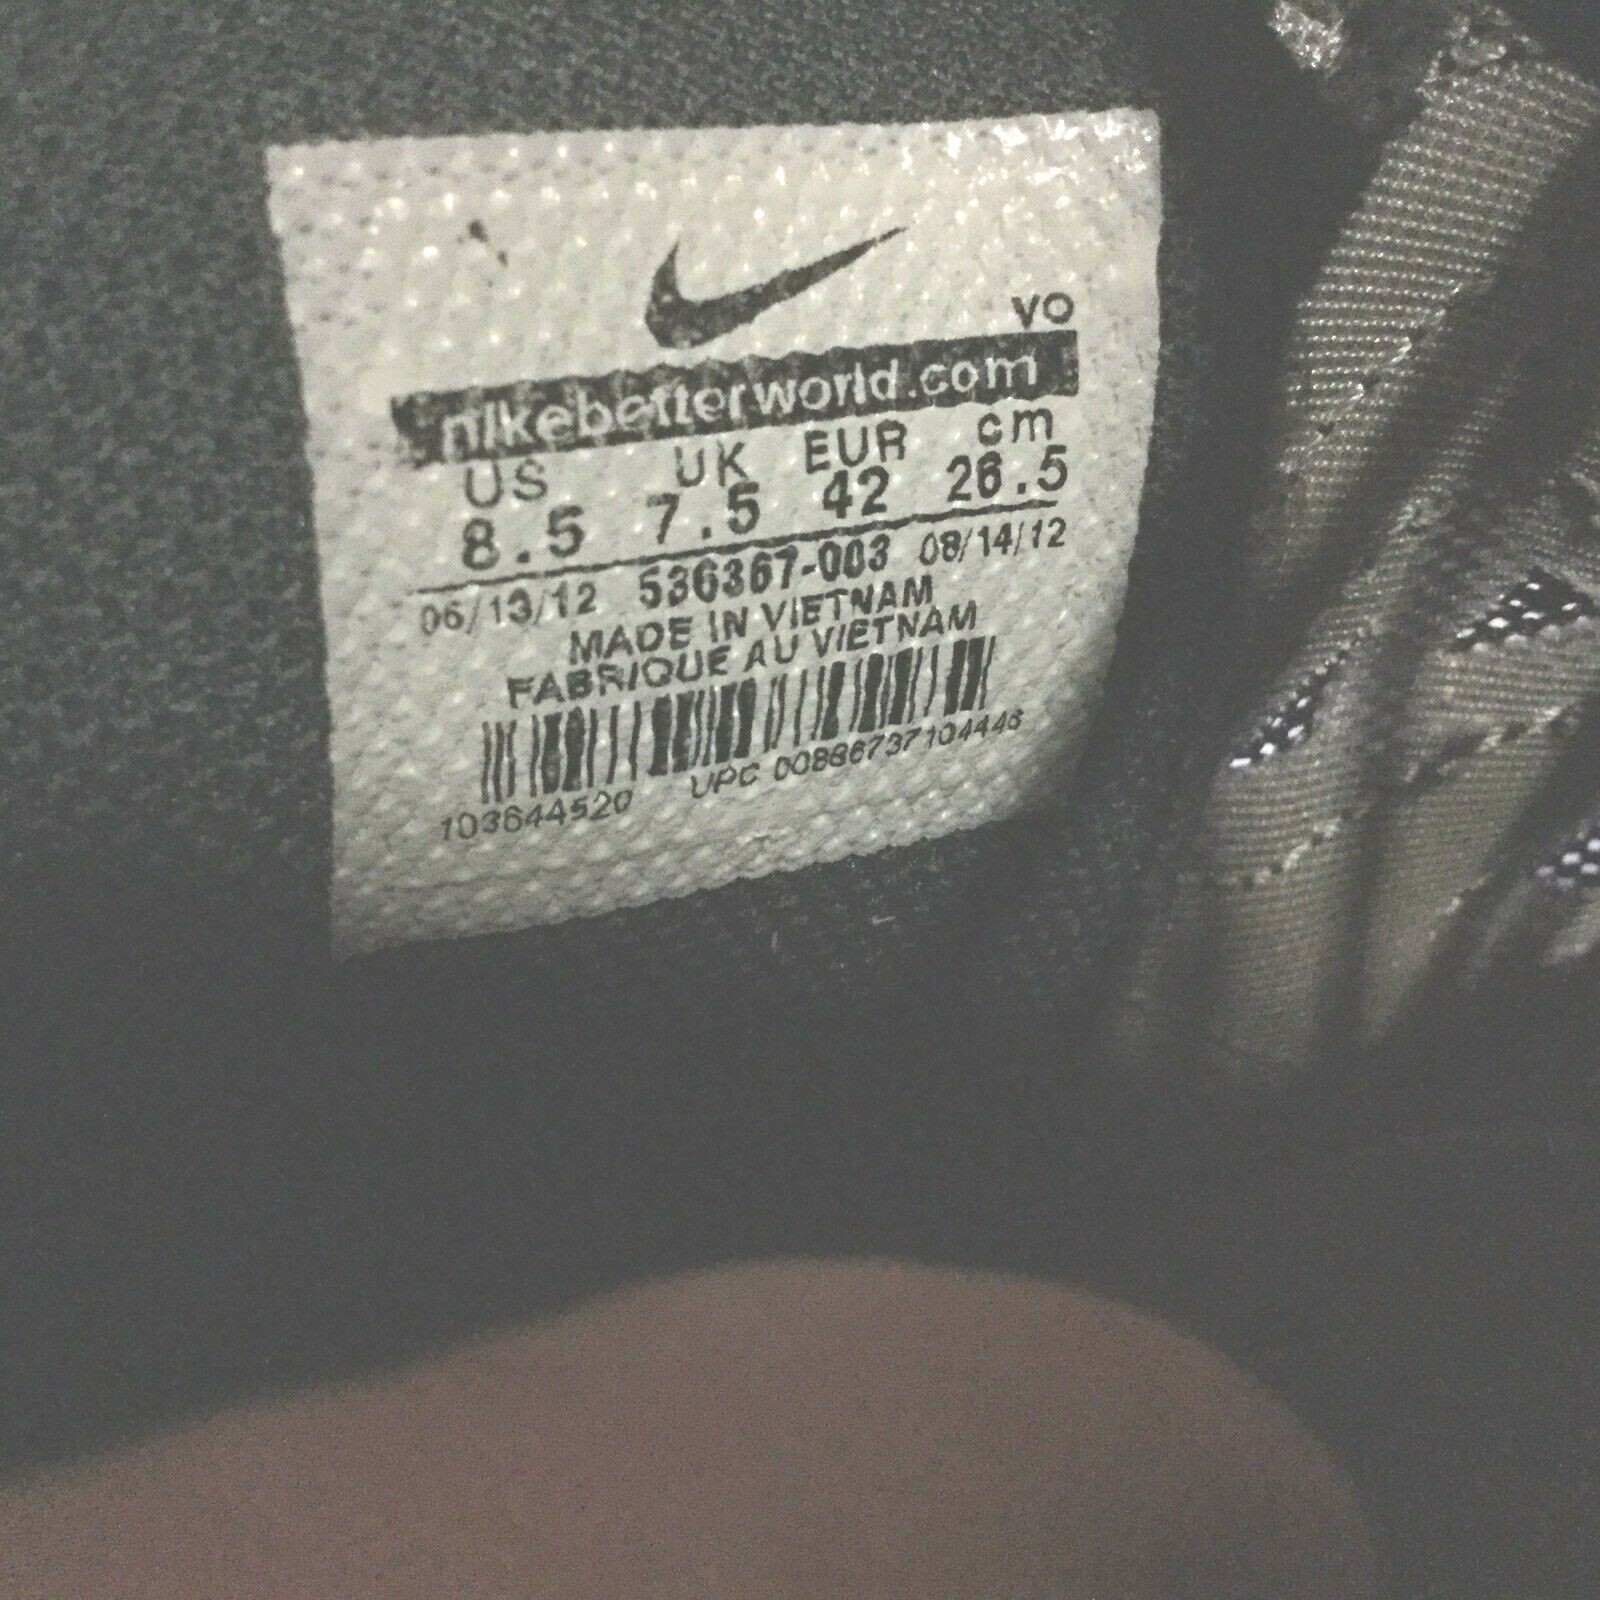 VO
nikebetterworld.com
US UK EUR cm
8.5 7.5 42 26.5
06/13/12 536367-003 08/14/12
MADE IN VIETNAM
FABRIQUE AU VIETNAM
103644520 UPC 00886737104446